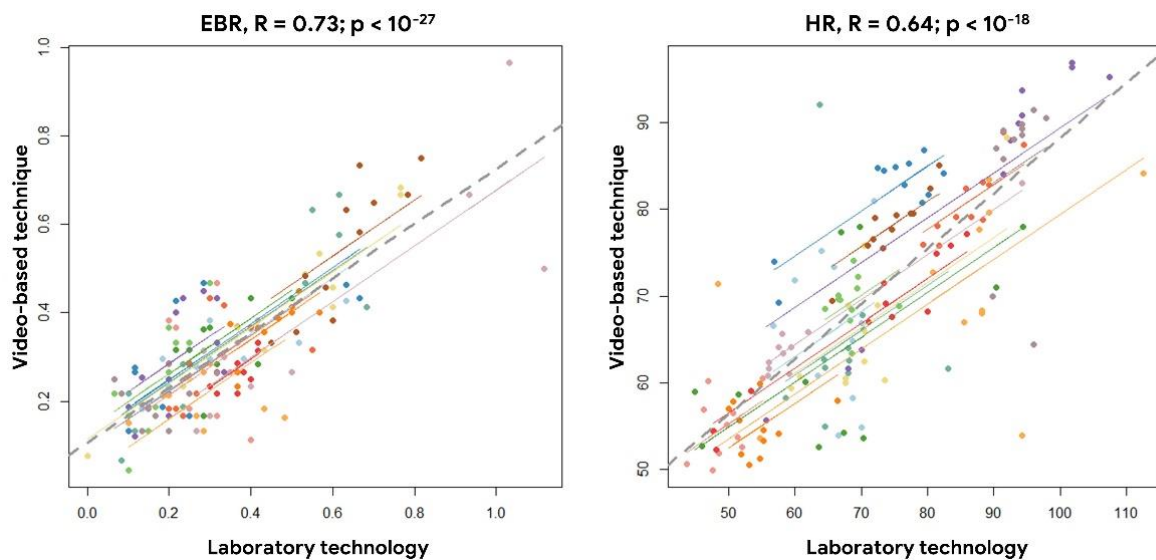 EBR, R = 0.73; p < 10⁻²⁷
Video-based technique
1.0
0.8
0.6
0.4
0.2
0.0 0.2 0.4 0.6 0.8 1.0
Laboratory technology
HR, R = 0.64; p < 10⁻¹⁸
Video-based technique
90
80
70
60
50
50 60 70 80 90 100 110
Laboratory technology